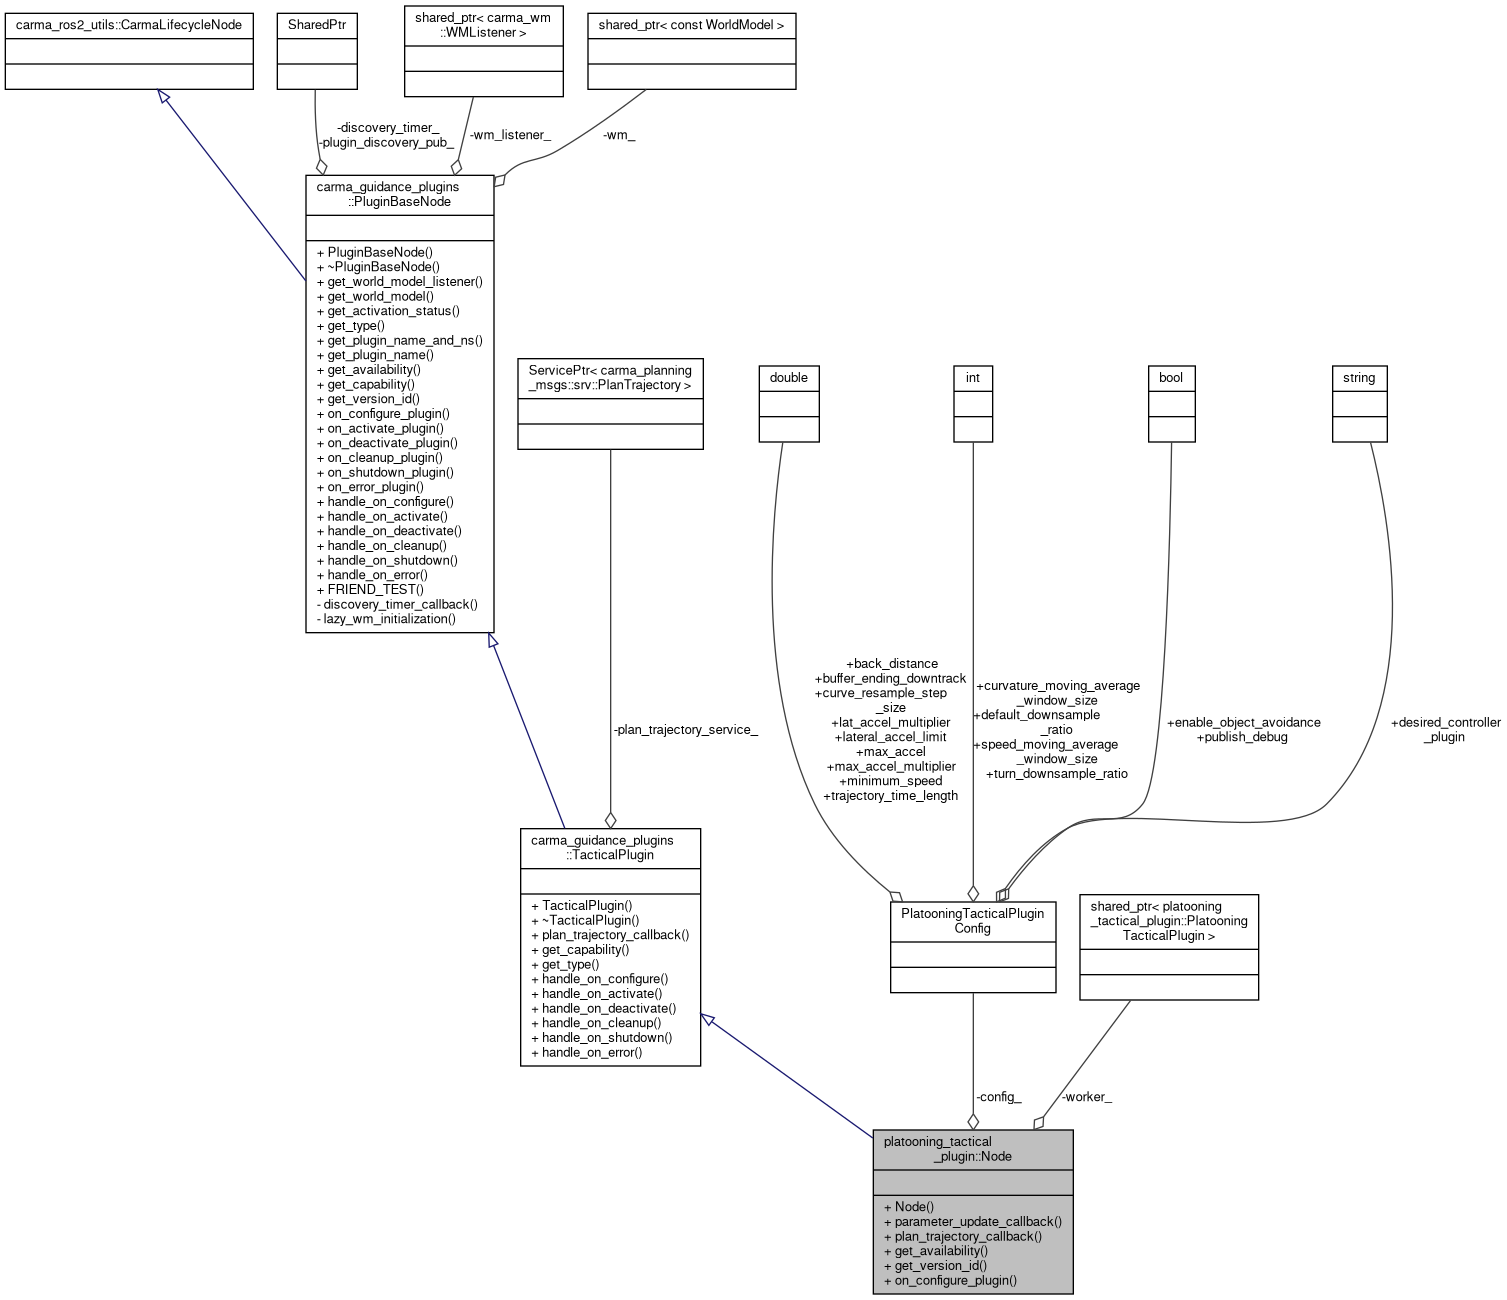 carma_ros2_utils::CarmaLifecycleNode
SharedPtr
shared_ptr< carma_wm
::WMListener >
shared_ptr< const WorldModel >
-discovery_timer_
-plugin_discovery_pub_
-wm_listener_
-wm_
carma_guidance_plugins
::PluginBaseNode
+ PluginBaseNode()
+ ~PluginBaseNode()
+ get_world_model_listener()
+ get_world_model()
+ get_activation_status()
+ get_type()
+ get_plugin_name_and_ns()
+ get_plugin_name()
+ get_availability()
+ get_capability()
+ get_version_id()
+ on_configure_plugin()
+ on_activate_plugin()
+ on_deactivate_plugin()
+ on_cleanup_plugin()
+ on_shutdown_plugin()
+ on_error_plugin()
+ handle_on_configure()
+ handle_on_activate()
+ handle_on_deactivate()
+ handle_on_cleanup()
+ handle_on_shutdown()
+ handle_on_error()
+ FRIEND_TEST()
- discovery_timer_callback()
- lazy_wm_initialization()
ServicePtr< carma_planning
_msgs::srv::PlanTrajectory >
double
int
bool
string
-plan_trajectory_service_
+back_distance
+buffer_ending_downtrack
+curve_resample_step
_size
+lat_accel_multiplier
+lateral_accel_limit
+max_accel
+max_accel_multiplier
+minimum_speed
+trajectory_time_length
+curvature_moving_average
_window_size
+default_downsample
_ratio
+speed_moving_average
_window_size
+turn_downsample_ratio
+enable_object_avoidance
+publish_debug
+desired_controller
_plugin
carma_guidance_plugins
::TacticalPlugin
+ TacticalPlugin()
+ ~TacticalPlugin()
+ plan_trajectory_callback()
+ get_capability()
+ get_type()
+ handle_on_configure()
+ handle_on_activate()
+ handle_on_deactivate()
+ handle_on_cleanup()
+ handle_on_shutdown()
+ handle_on_error()
PlatooningTacticalPlugin
Config
shared_ptr< platooning
_tactical_plugin::Platooning
TacticalPlugin >
-config_
-worker_
platooning_tactical
_plugin::Node
+ Node()
+ parameter_update_callback()
+ plan_trajectory_callback()
+ get_availability()
+ get_version_id()
+ on_configure_plugin()